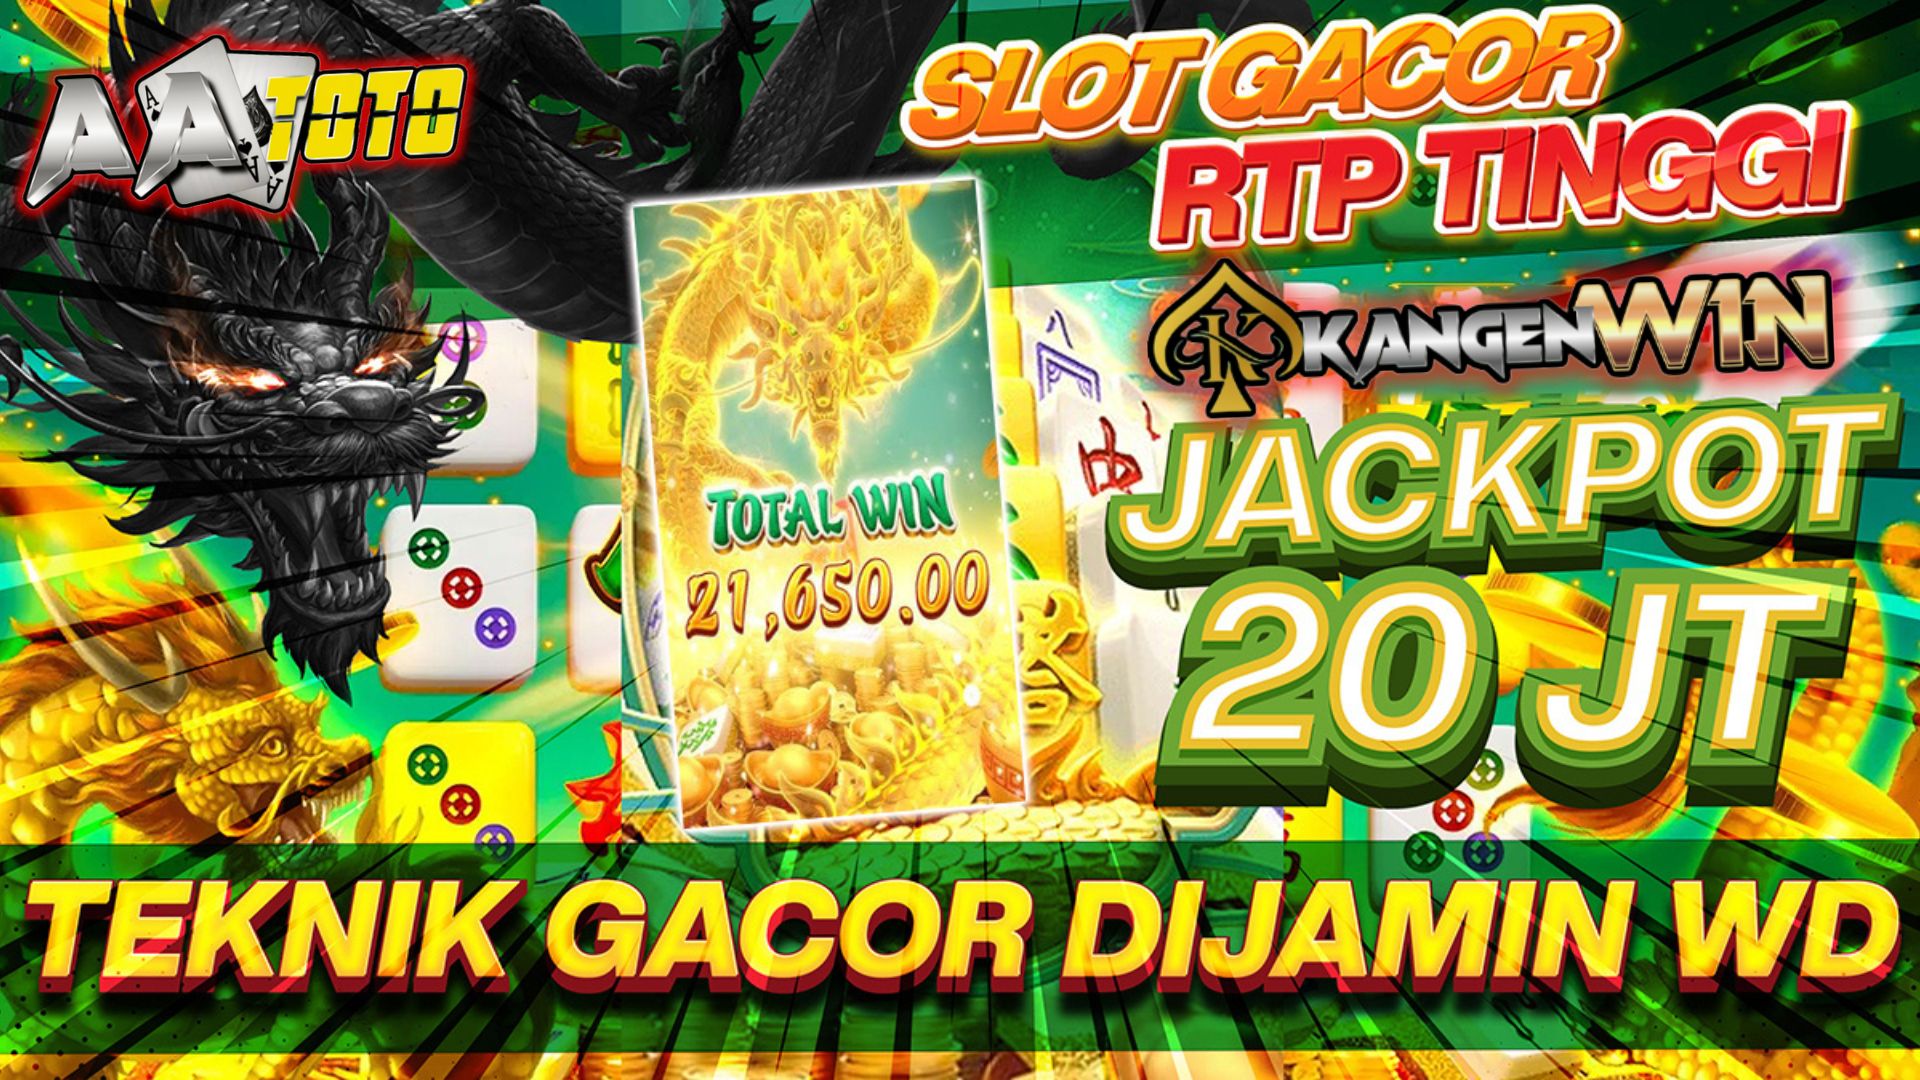 AATOTO
SLOT GACOR
RTP TINGGI
KANGENWIN
JACKPOT
20 JT
TOTAL WIN
21,650.00
TEKNIK GACOR DIJAMIN WD